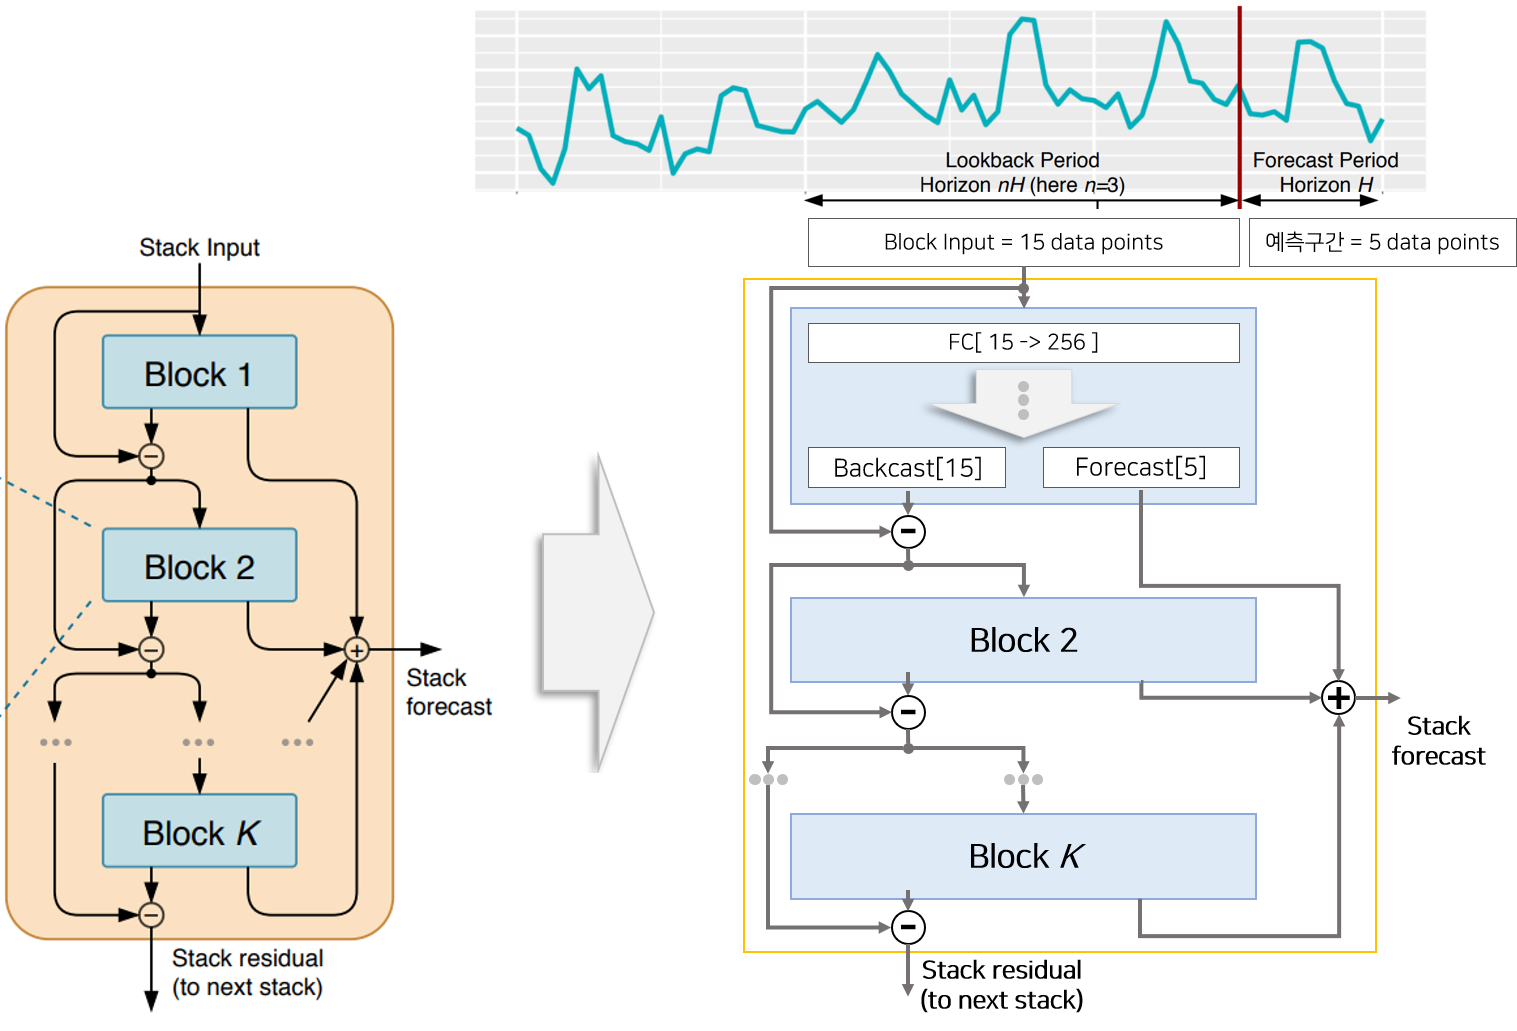 Lookback Period
Horizon nH (here n=3)
Forecast Period
Horizon H
Block Input = 15 data points
예측구간 = 5 data points
Stack Input
Block 1
Block 2
Block K
Stack
forecast
Stack residual
(to next stack)
FC[ 15 -> 256 ]
Backcast[15]
Forecast[5]
Block 2
Block K
Stack
forecast
Stack residual
(to next stack)